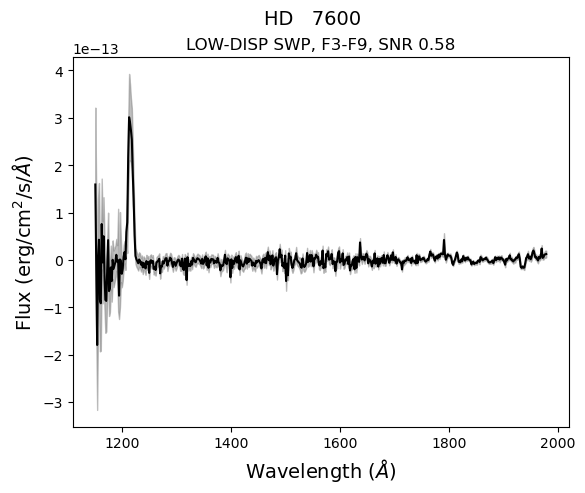 HD   7600
LOW-DISP SWP, F3-F9, SNR 0.58
1e−13
4
3
2
1
0
−1
−2
−3
Flux (erg/cm²/s/Å)
1200 1400 1600 1800 2000
Wavelength (Å)